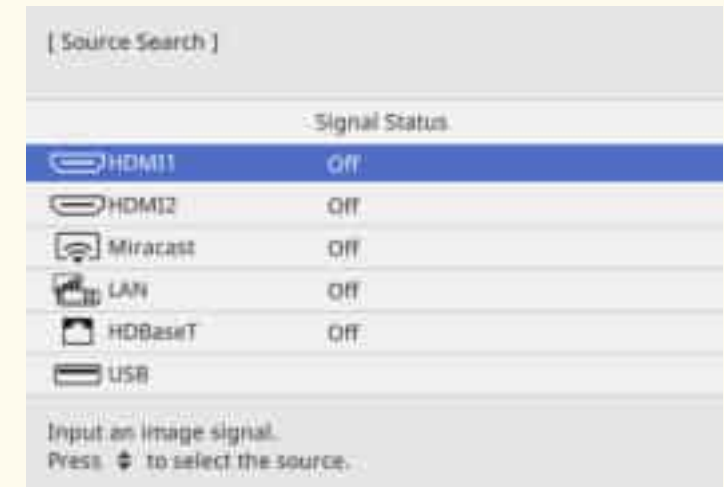 [ Source Search ]
Signal Status
HDMI1 Off
HDMI2 Off
Miracast Off
LAN Off
HDBaseT Off
USB
Input an image signal.
Press to select the source.